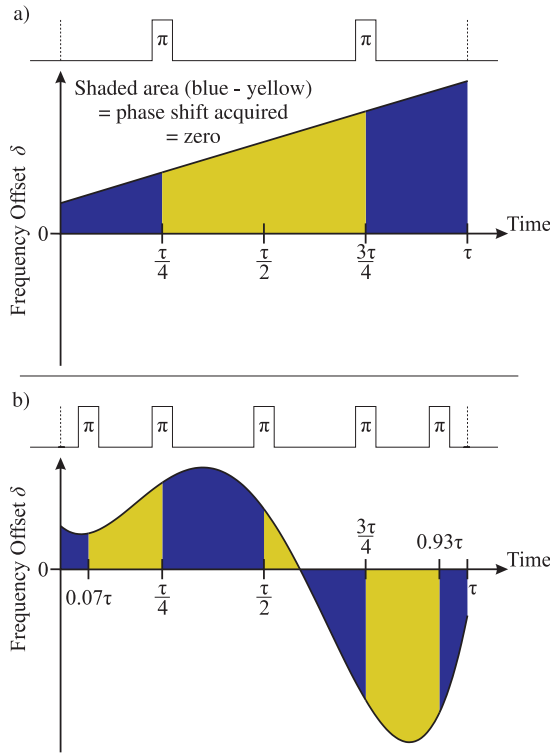 a)
π π
Shaded area (blue - yellow)
= phase shift acquired
= zero
Frequency Offset δ
0
Time
τ/4 τ/2 3τ/4 τ
b)
π π π π π
Frequency Offset δ
3τ/4 0.93τ
0
Time
0.07τ τ/4 τ/2 τ